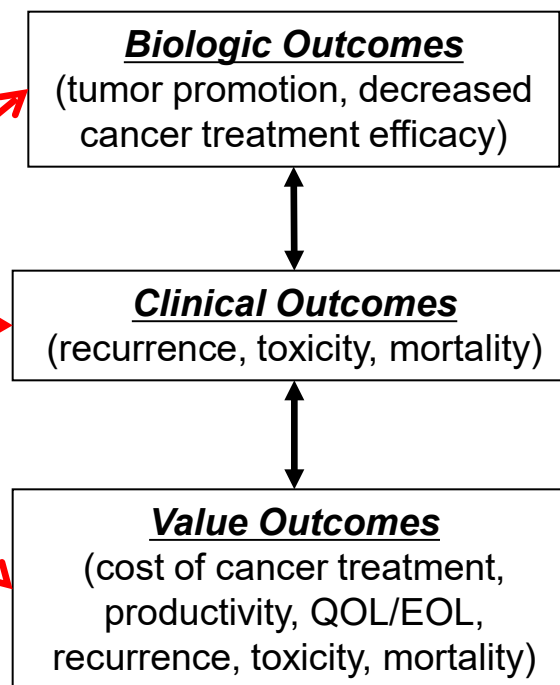 Biologic Outcomes
(tumor promotion, decreased
cancer treatment efficacy)
Clinical Outcomes
(recurrence, toxicity, mortality)
Value Outcomes
(cost of cancer treatment,
productivity, QOL/EOL,
recurrence, toxicity, mortality)